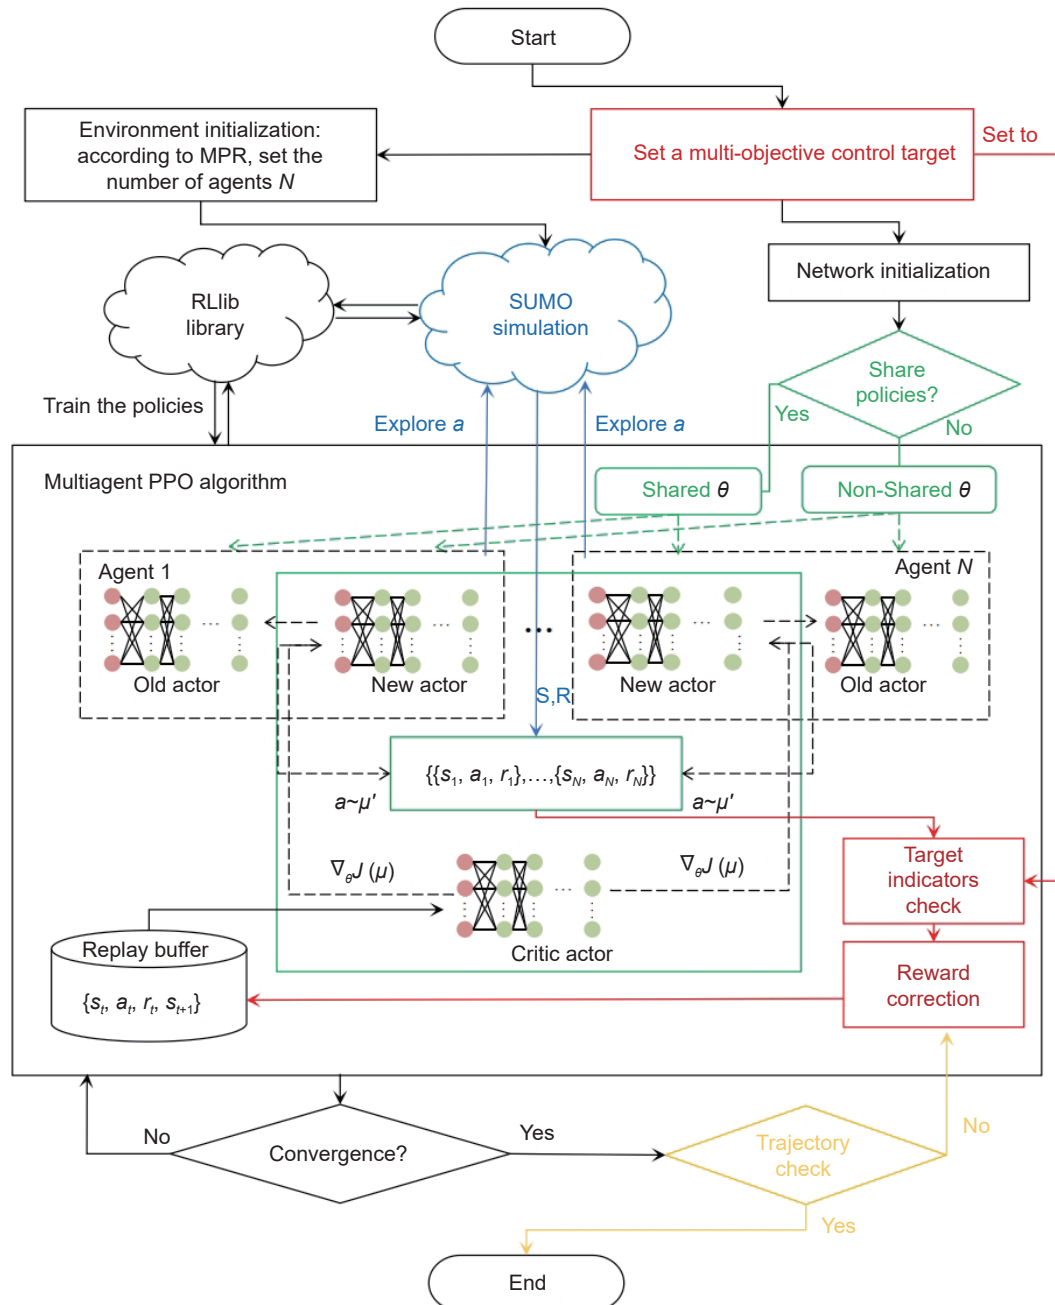 Start
Environment initialization:
according to MPR, set the
number of agents N
Set a multi-objective control target
Set to
Network initialization
RLlib
library
SUMO
simulation
Share
policies?
Train the policies
Explore a
Explore a
Yes
No
Multiagent PPO algorithm
Shared θ
Non-Shared θ
Agent 1
Agent N
Old actor
New actor
...
New actor
Old actor
S,R
{{s1, a1, r1},...,{sN, aN, rN}}
a~μ'
a~μ'
∇θJ (μ)
∇θJ (μ)
Target
indicators
check
Critic actor
Replay buffer
{st, at, rt, st+1}
Reward
correction
No
Convergence?
Yes
Trajectory
check
No
Yes
End